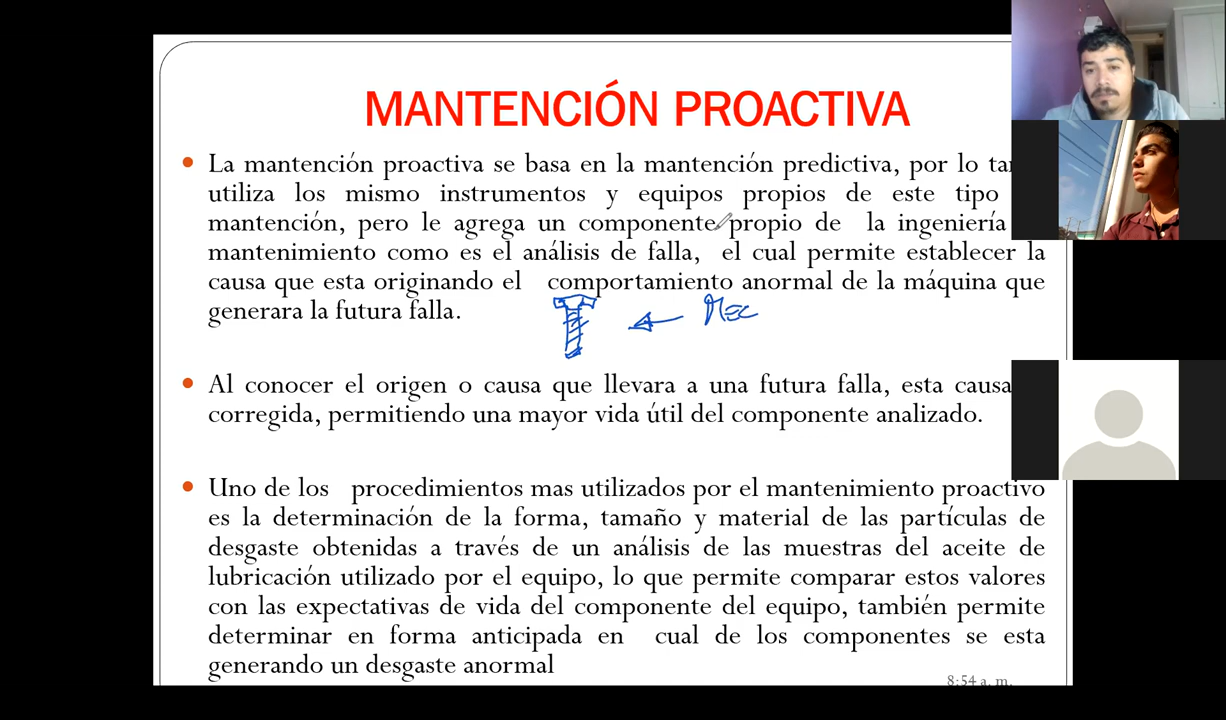 MANTENCIÓN PROACTIVA
• La mantención proactiva se basa en la mantención predictiva, por lo
utiliza los mismo instrumentos y equipos propios de este tipo
mantención, pero le agrega un componente propio de la ingeniería
mantenimiento como es el análisis de falla, el cual permite establecer la
causa que esta originando el comportamiento anormal de la máquina que
generara la futura falla.
• Al conocer el origen o causa que llevara a una futura falla, esta causa
corregida, permitiendo una mayor vida útil del componente analizado.
• Uno de los procedimientos mas utilizados por el mantenimiento proactivo
es la determinación de la forma, tamaño y material de las partículas de
desgaste obtenidas a través de un análisis de las muestras del aceite de
lubricación utilizado por el equipo, lo que permite comparar estos valores
con las expectativas de vida del componente del equipo, también permite
determinar en forma anticipada en cual de los componentes se esta
generando un desgaste anormal
8:54 a. m.